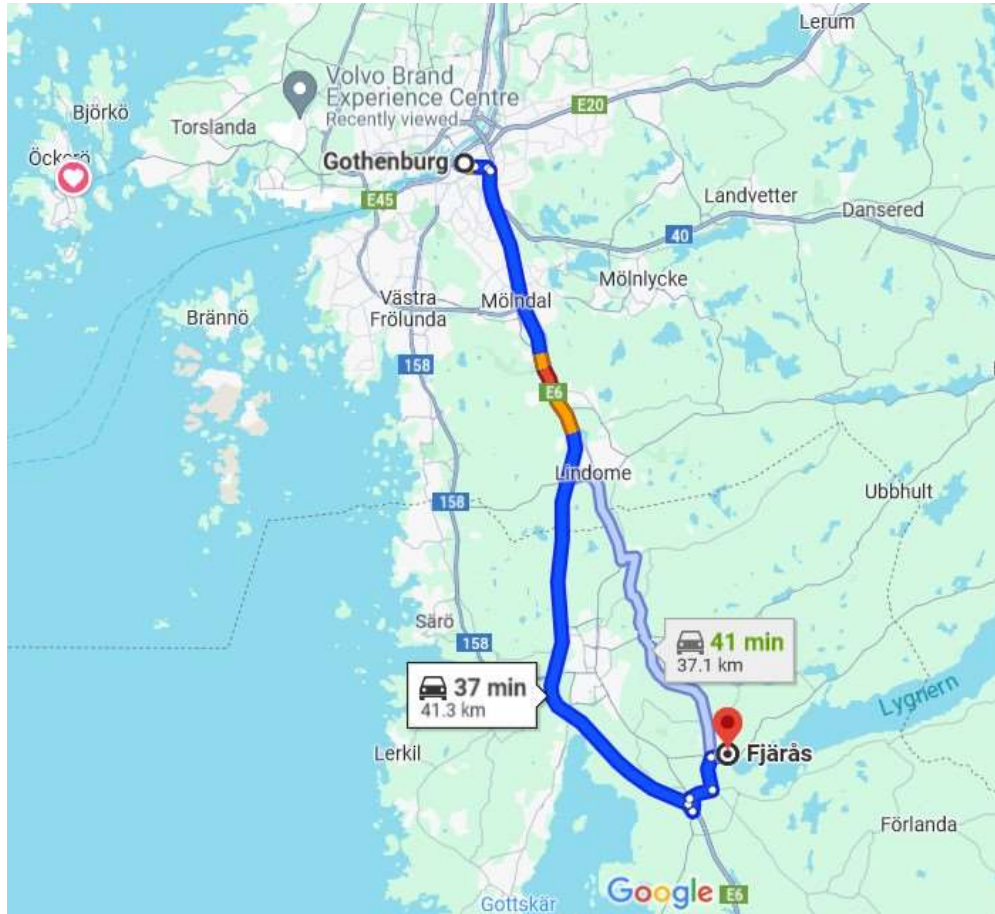 Lerum
Volvo Brand
Experience Centre
Recently viewed
Björkö
E20
Torslanda
Öckerö
Gothenburg
E45
Landvetter
Dansered
40
Mölnlycke
Västra
Frölunda
Mölndal
Brännö
158
E6
Lindome
Ubbhult
158
Särö
158
41 min
37.1 km
37 min
41.3 km
Lygnern
Lerkil
Fjärås
Förlanda
Google
E6
Gottskär